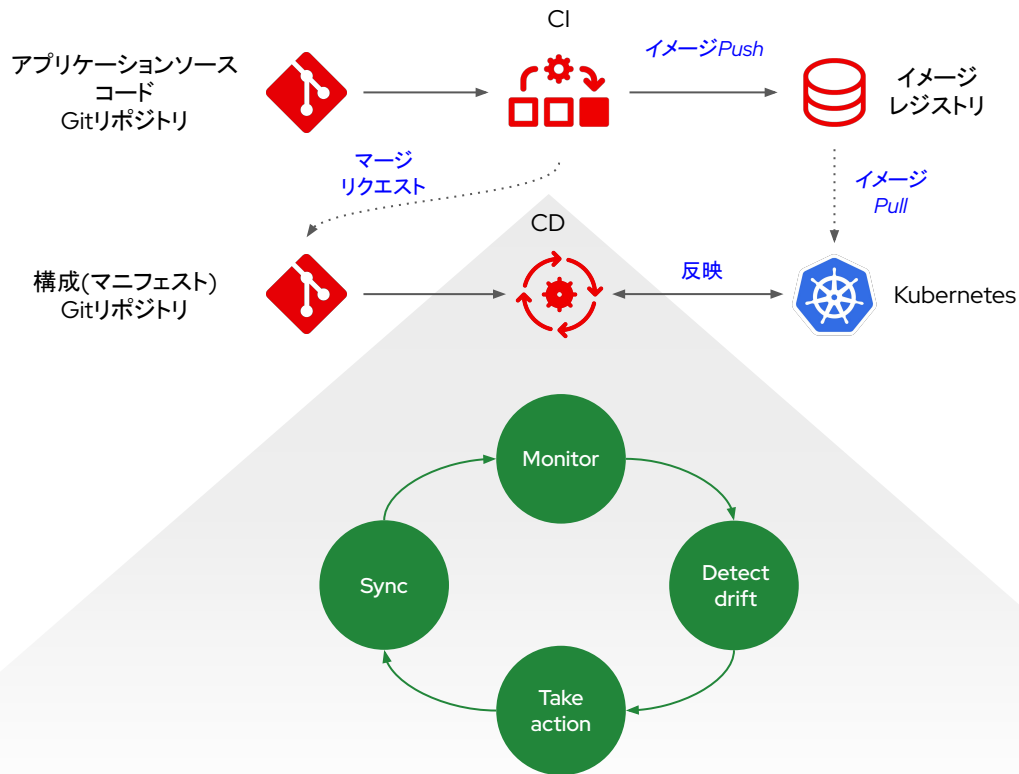 CI
アプリケーションソース
コード
Gitリポジトリ
イメージPush
イメージ
レジストリ
マージ
リクエスト
イメージ
Pull
CD
構成(マニフェスト)
Gitリポジトリ
反映
Kubernetes
Monitor
Sync
Detect
drift
Take
action